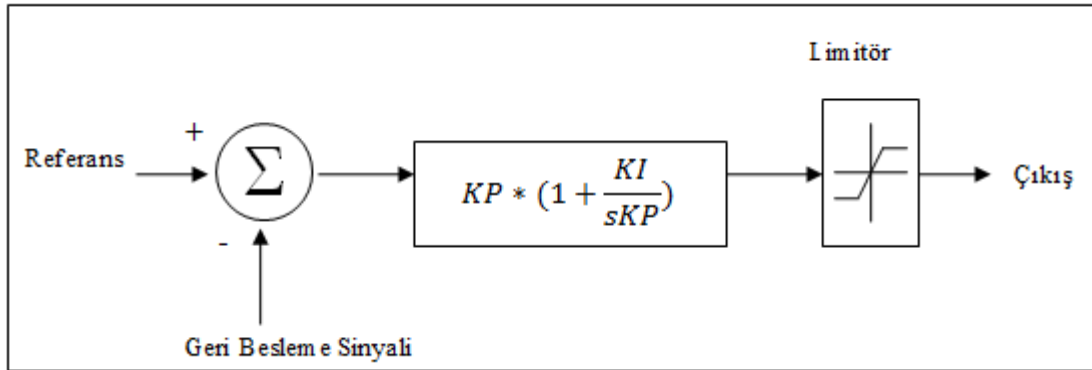 Limitör
+
Referans
Σ
KP * (1 + KI/sKP)
Çıkış
-
Geri Besleme Sinyali